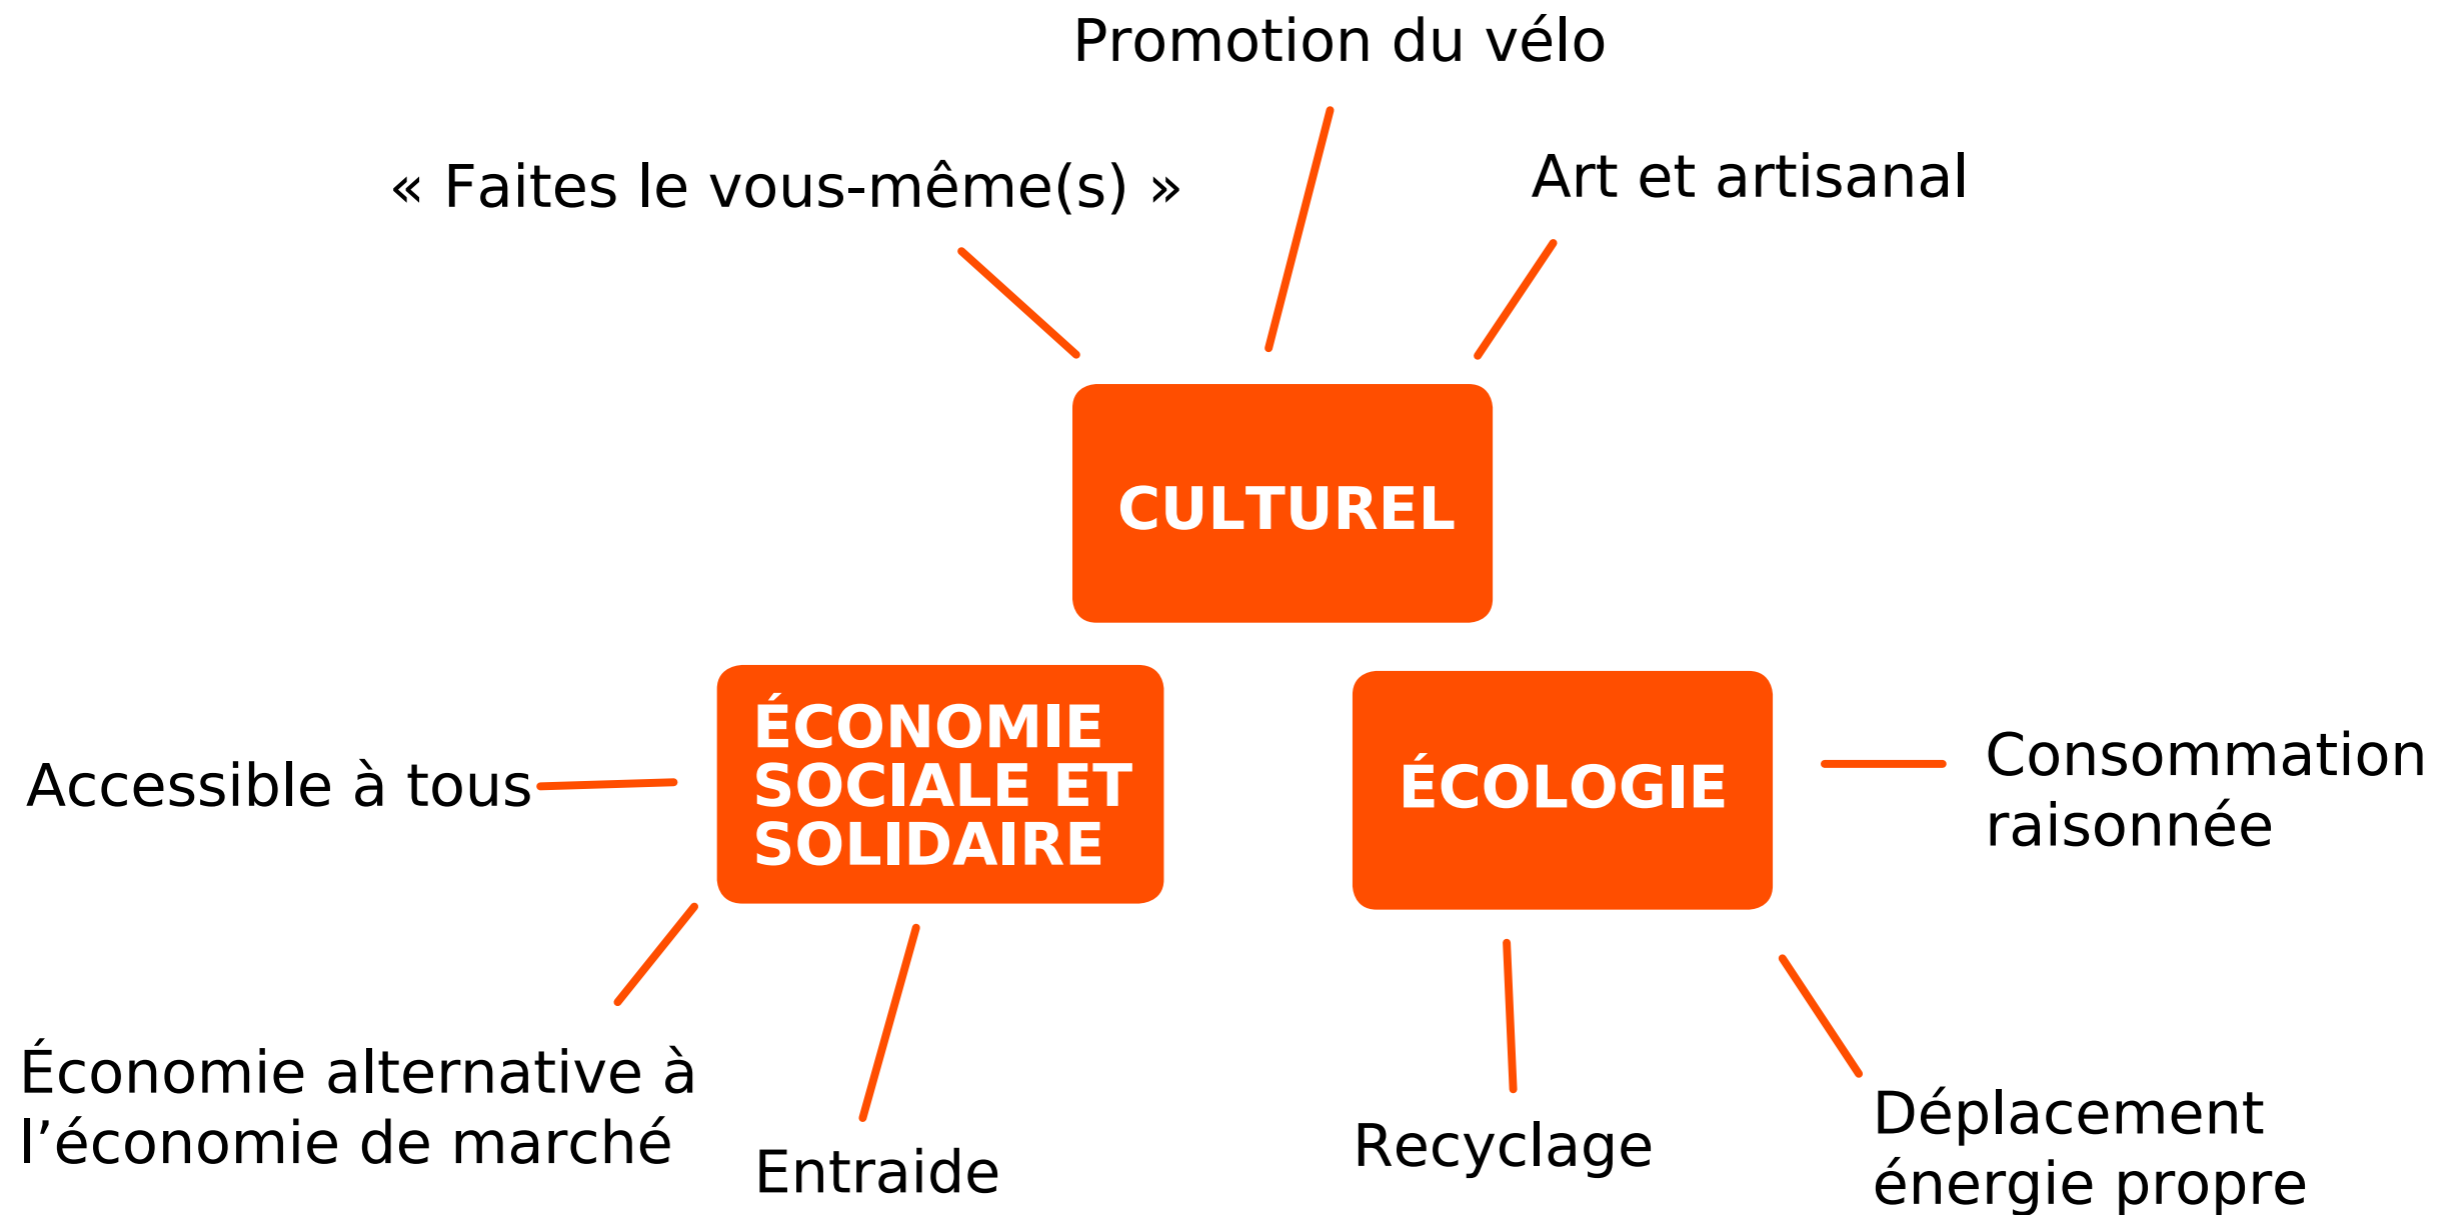 Promotion du vélo
« Faites le vous-même(s) »
Art et artisanal
CULTUREL
ÉCONOMIE
SOCIALE ET
SOLIDAIRE
ÉCOLOGIE
Accessible à tous
Consommation
raisonnée
Économie alternative à
l’économie de marché
Entraide
Recyclage
Déplacement
énergie propre